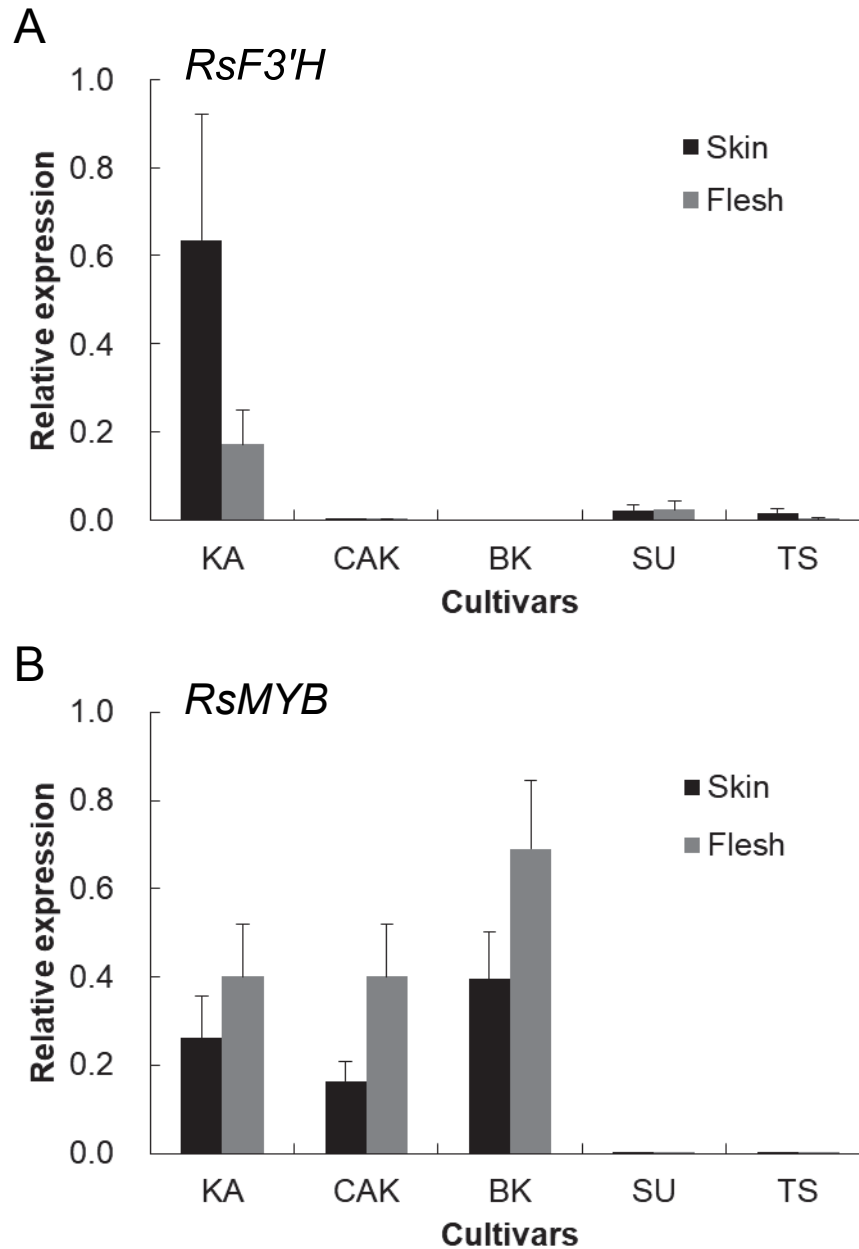 A
RsF3'H
1.0
0.8
0.6
0.4
0.2
0.0
Relative expression
Skin
Flesh
KA CAK BK SU TS
Cultivars
B
RsMYB
1.0
0.8
0.6
0.4
0.2
0.0
Relative expression
Skin
Flesh
KA CAK BK SU TS
Cultivars